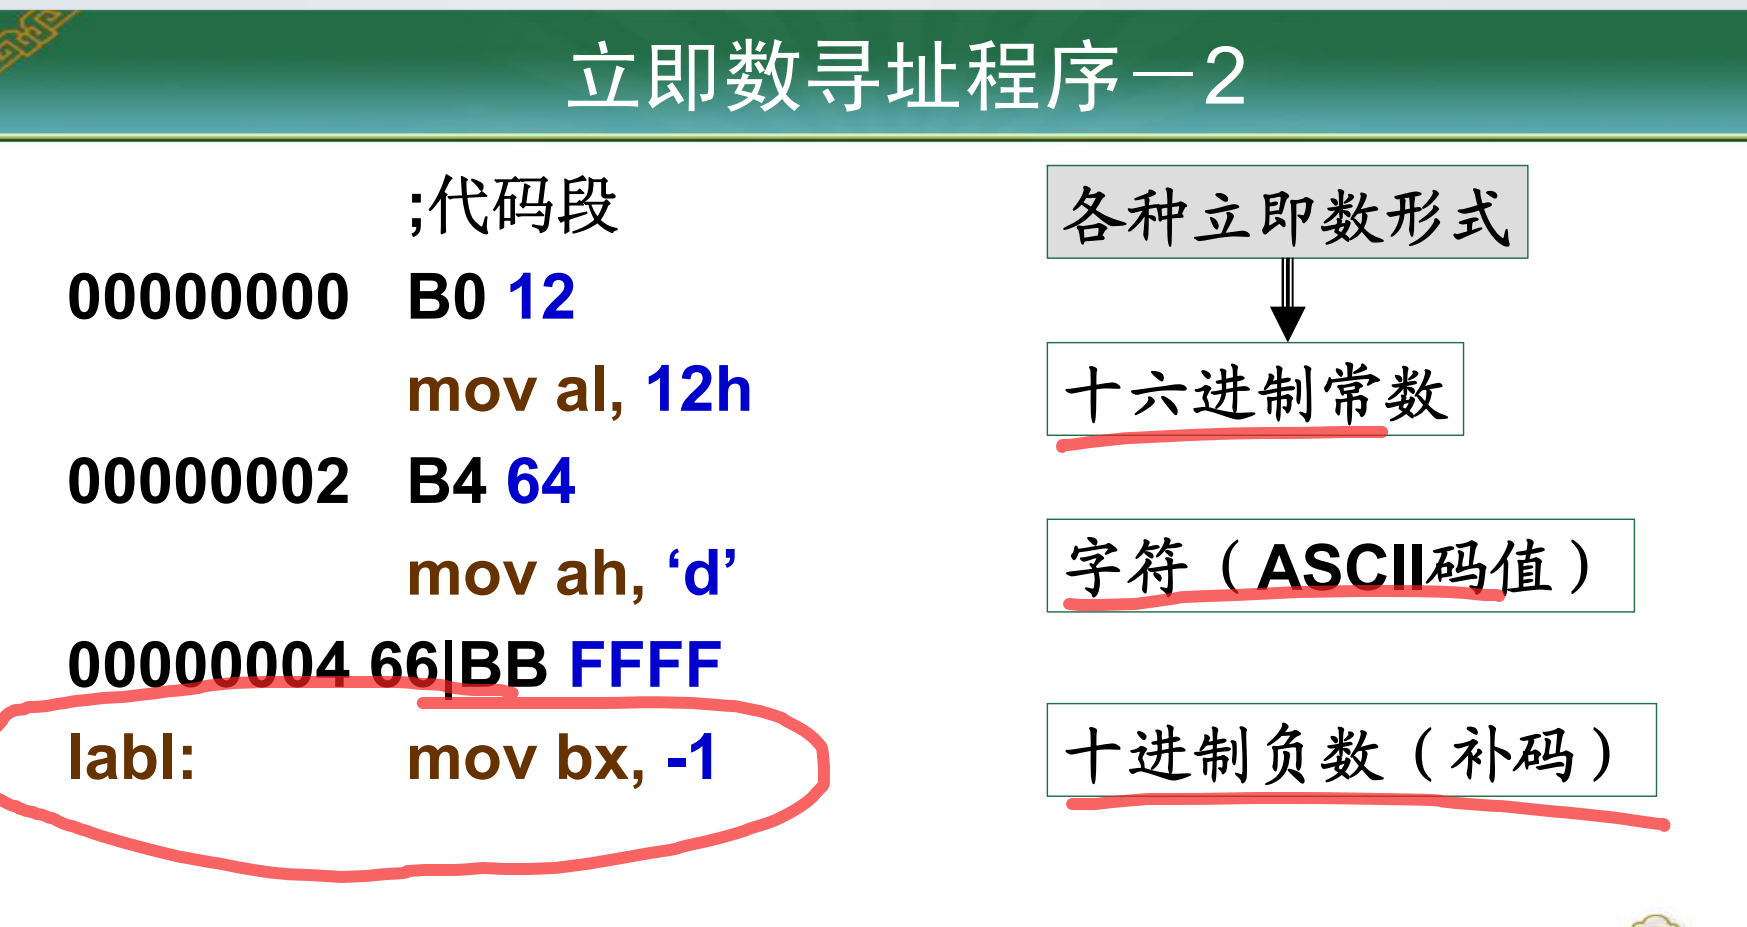 立即数寻址程序－2
;代码段
各种立即数形式
00000000 B0 12
mov al, 12h
十六进制常数
00000002 B4 64
mov ah, ‘d’
字符（ASCII码值）
00000004 66|BB FFFF
labl: mov bx, -1
十进制负数（补码）